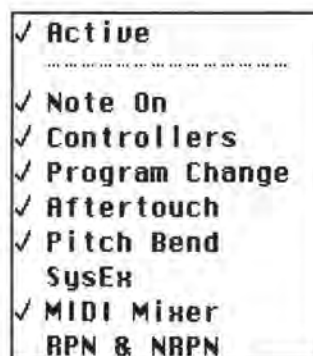 ✓ Active
✓ Note On
✓ Controllers
✓ Program Change
✓ Aftertouch
✓ Pitch Bend
SysEx
✓ MIDI Mixer
RPN & NRPN